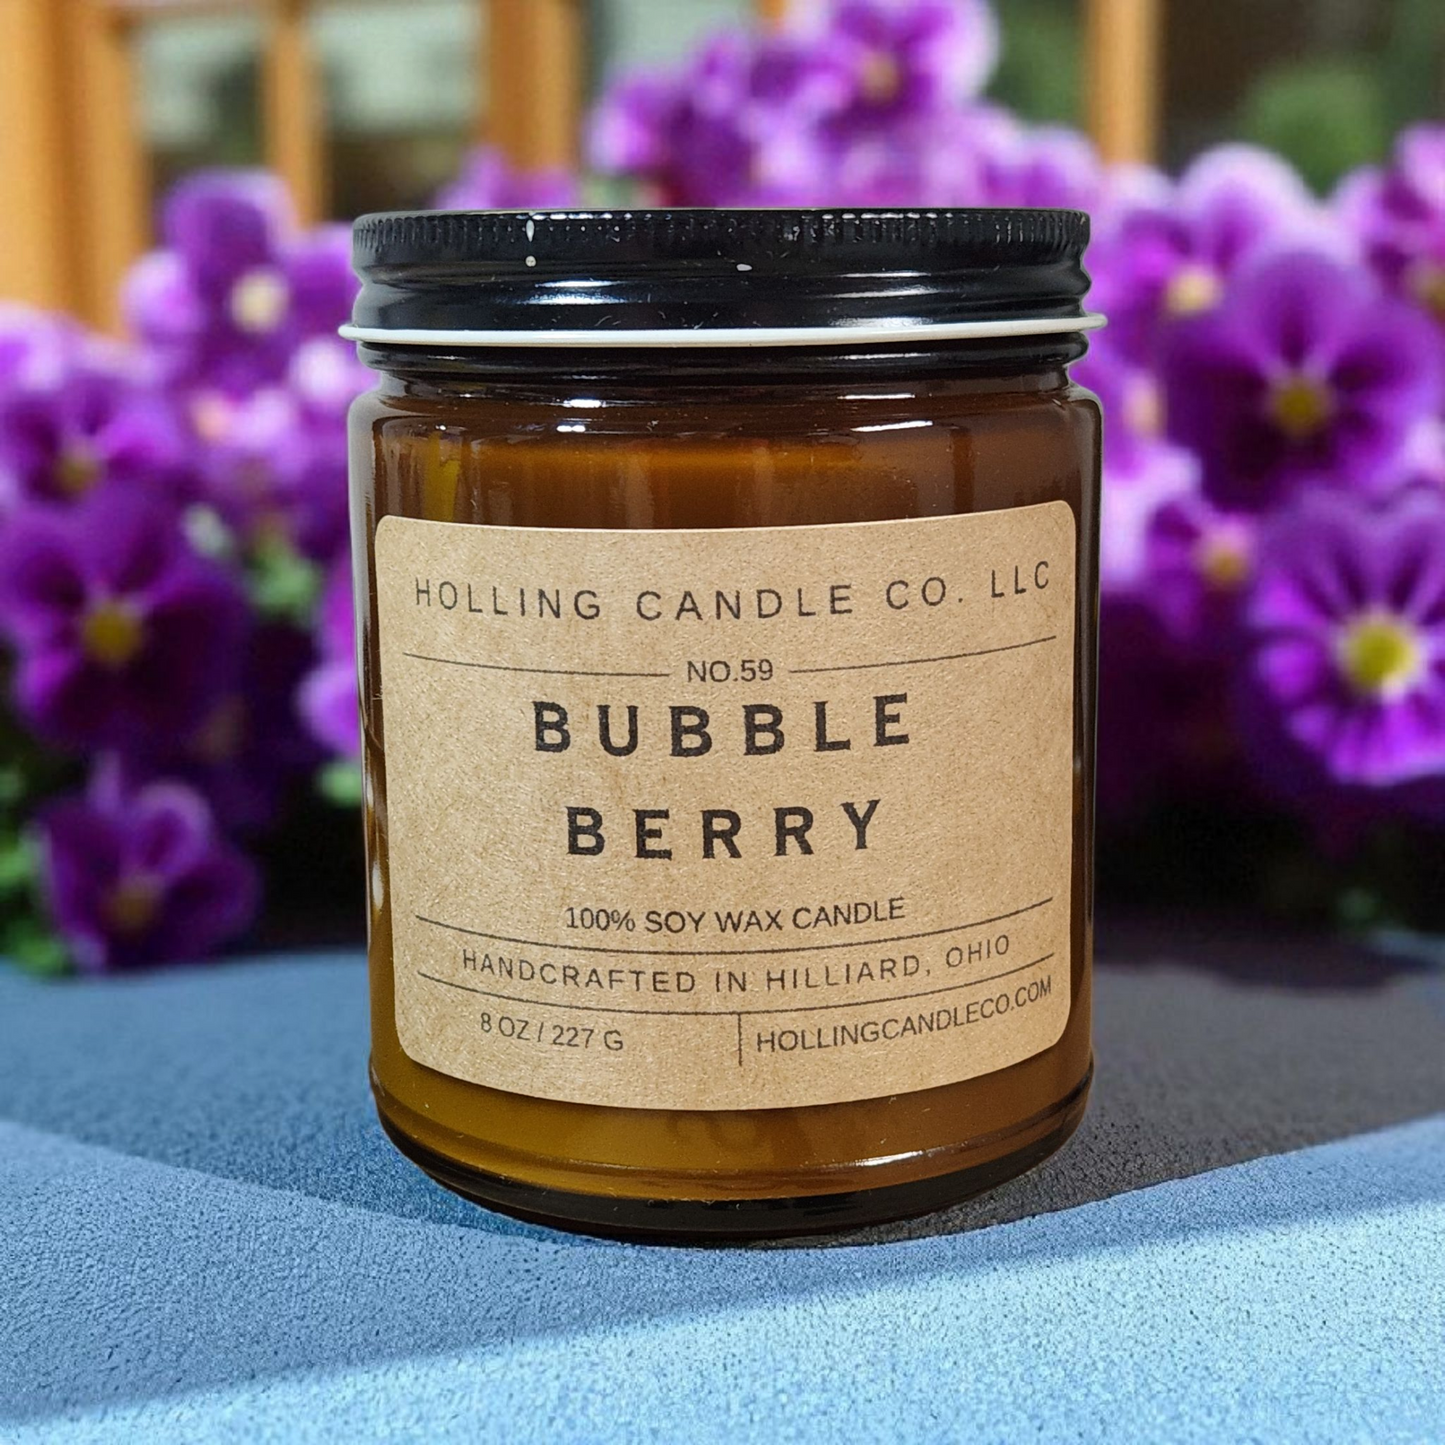 HOLLING CANDLE CO. LLC
NO.59
BUBBLE
BERRY
100% SOY WAX CANDLE
HANDCRAFTED IN HILLIARD, OHIO
8 OZ / 227 G
HOLLINGCANDLECO.COM